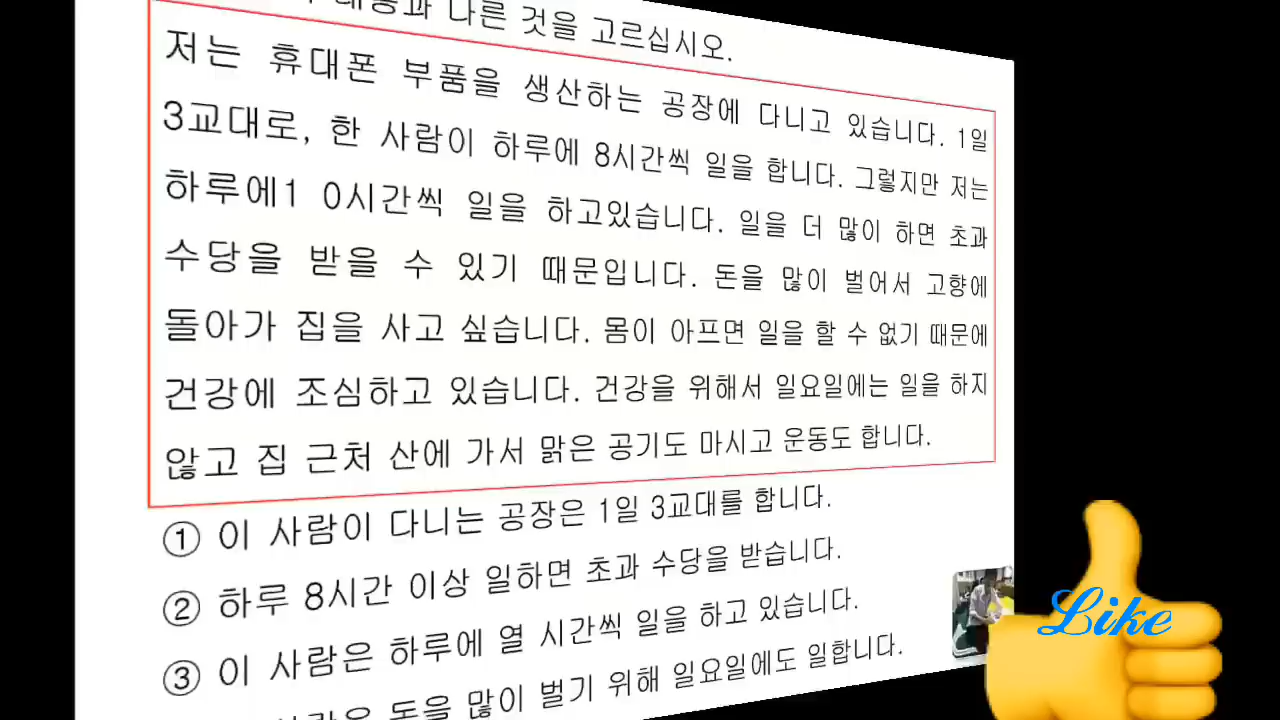 나른 것을 고르십시오.
저는 휴대폰 부품을 생산하는 공장에 다니고 있습니다. 1일
3교대로, 한 사람이 하루에 8시간씩 일을 합니다. 그렇지만 저는
하루에1 0시간씩 일을 하고있습니다. 일을 더 많이 하면 초과
수당을 받을 수 있기 때문입니다. 돈을 많이 벌어서 고향에
돌아가 집을 사고 싶습니다. 몸이 아프면 일을 할 수 없기 때문에
건강에 조심하고 있습니다. 건강을 위해서 일요일에는 일을 하지
않고 집 근처 산에 가서 맑은 공기도 마시고 운동도 합니다.
① 이 사람이 다니는 공장은 1일 3교대를 합니다.
② 하루 8시간 이상 일하면 초과 수당을 받습니다.
③ 이 사람은 하루에 열 시간씩 일을 하고 있습니다.
돈을 많이 벌기 위해 일요일에도 일합니다.
Like